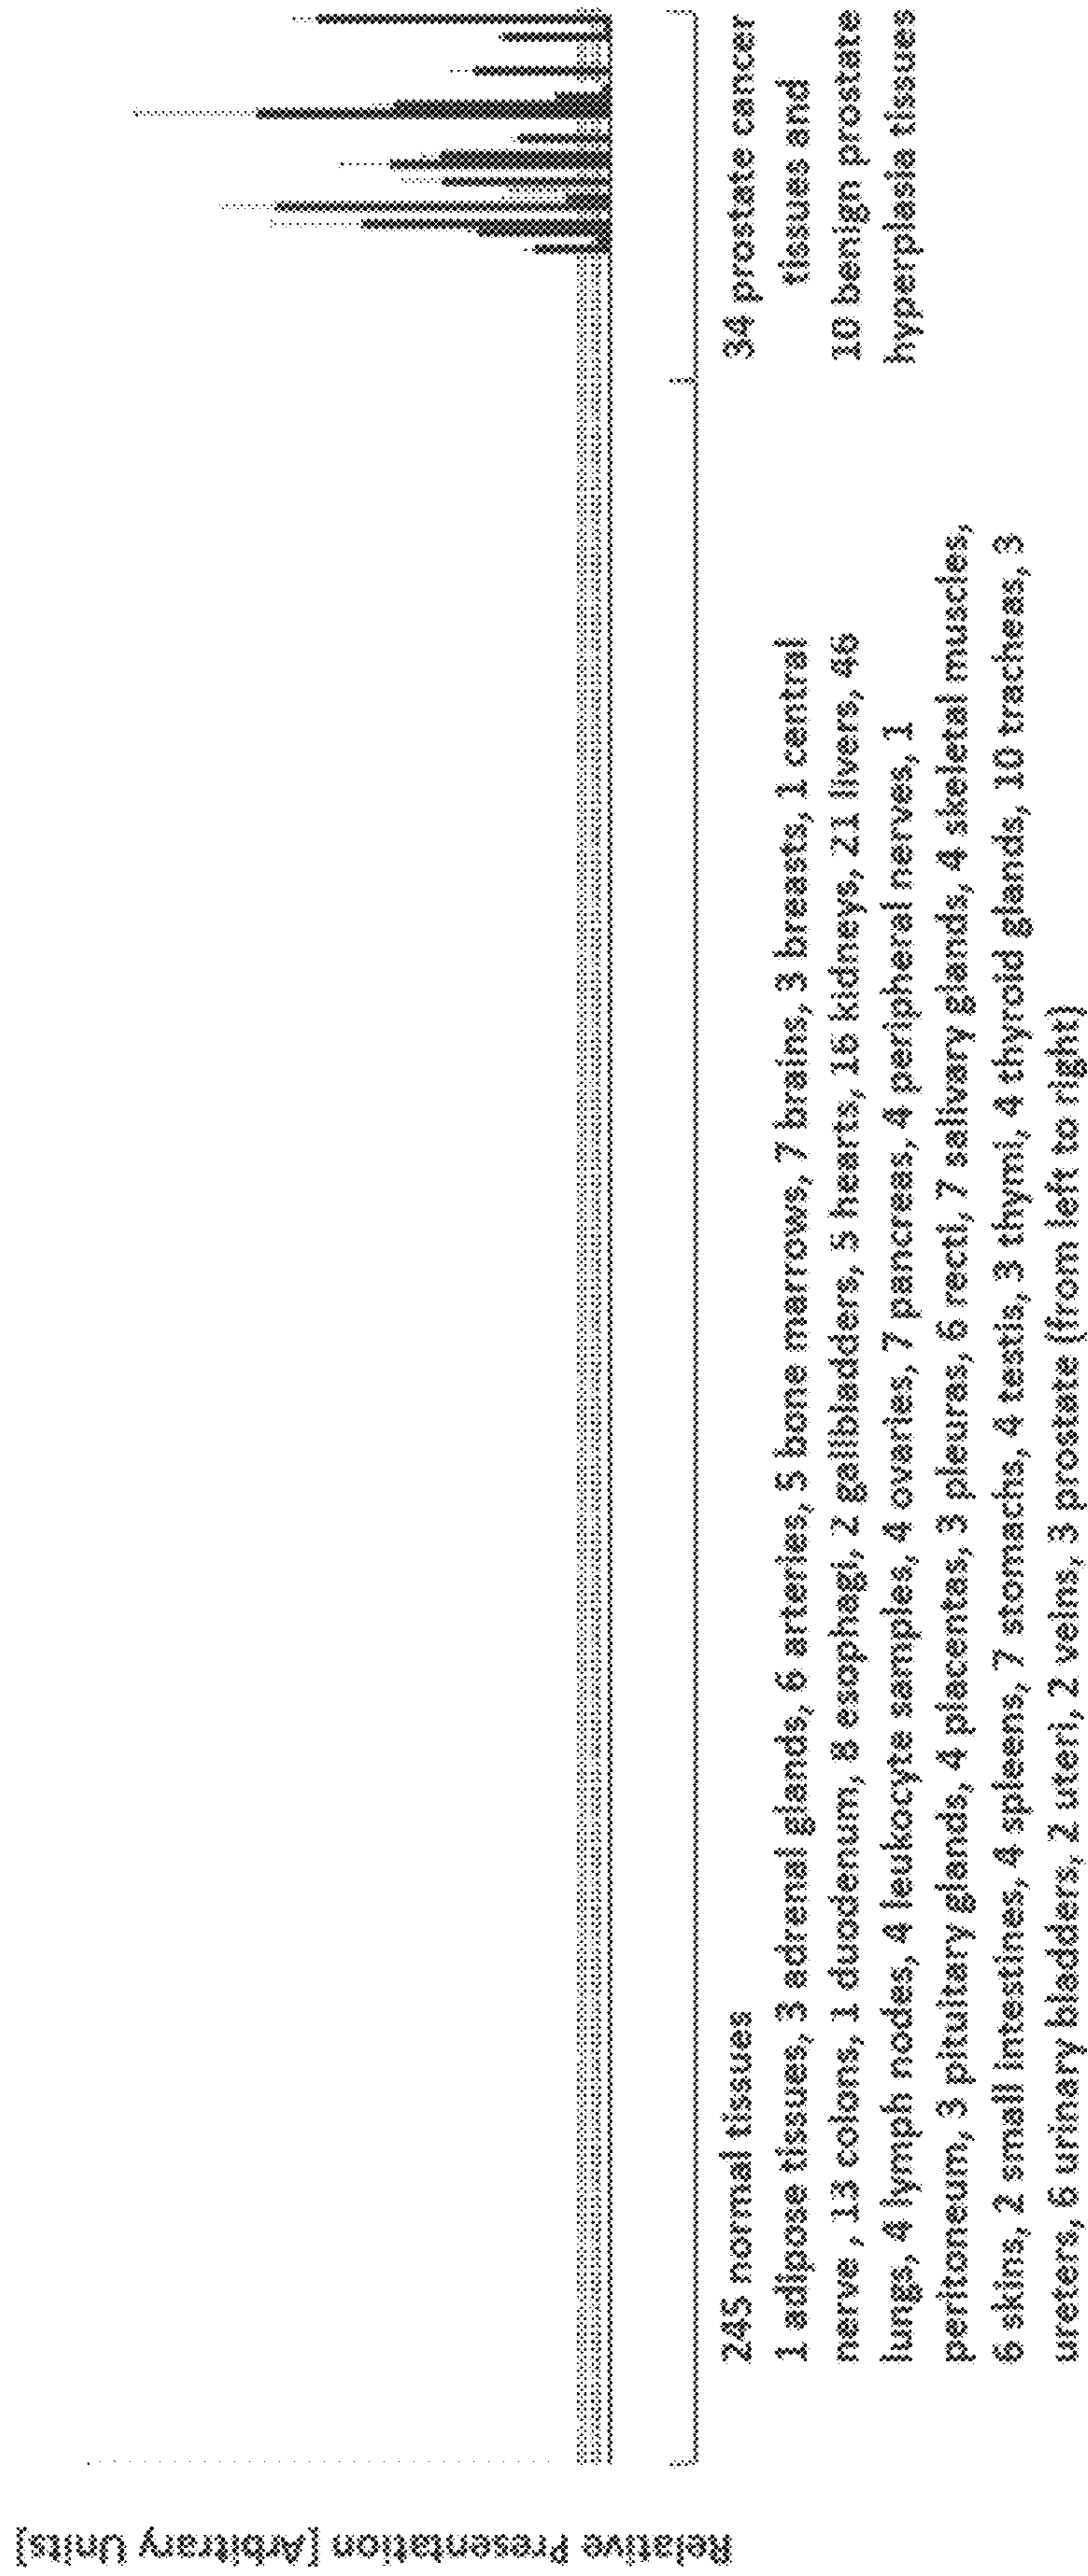 Relative Presentation [Arbitrary Units]
245 normal tissues
1 adipose tissues, 3 adrenal glands, 6 arteries, 5 bone marrows, 7 brains, 3 breasts, 1 central
nerve , 13 colons, 1 duodenum, 8 esophagi, 2 gallbladders, 5 hearts, 16 kidneys, 21 livers, 46
lungs, 4 lymph nodes, 4 leukocyte samples, 4 ovaries, 7 pancreas, 4 peripheral nerves, 1
peritoneum, 3 pituitary glands, 4 placentas, 3 pleuras, 6 recti, 7 salivary glands, 4 skeletal muscles,
6 skins, 2 small intestines, 4 spleens, 7 stomachs, 4 testis, 3 thymi, 4 thyroid glands, 10 tracheas, 3
ureters, 6 urinary bladders, 2 uteri, 2 veins, 3 prostate (from left to right)
34 prostate cancer
tissues and
10 benign prostate
hyperplasia tissues